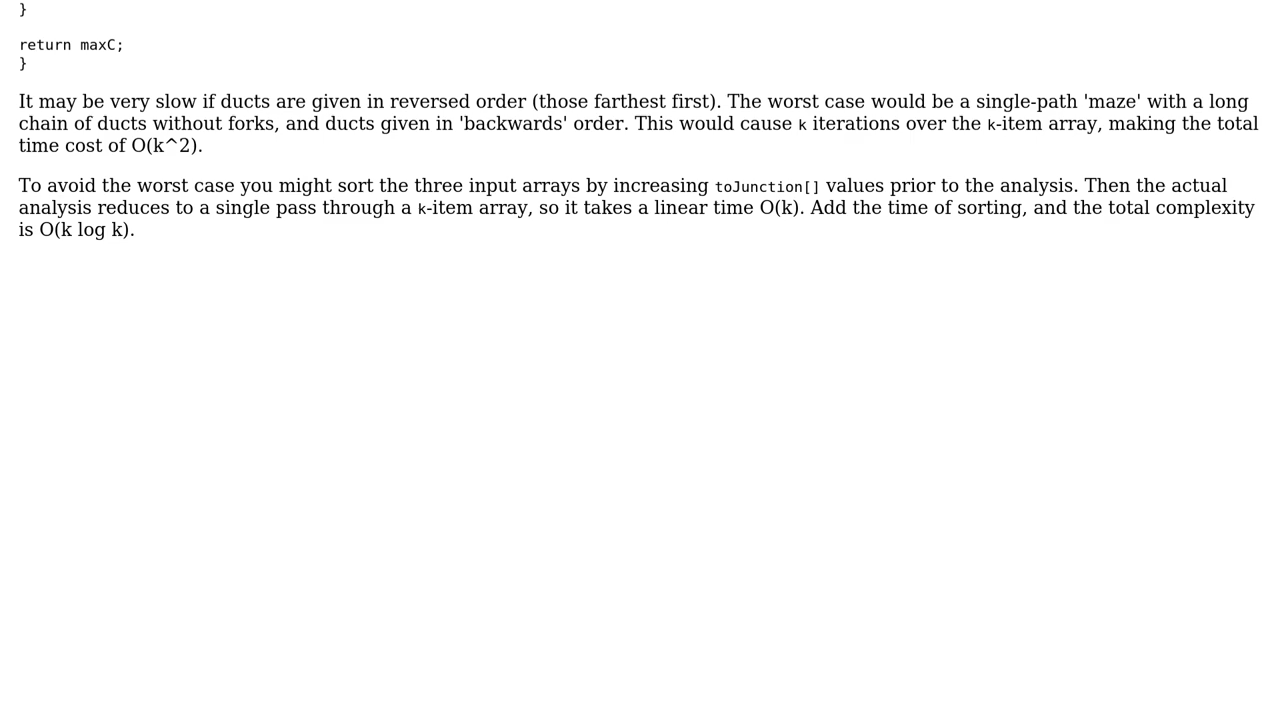 }
return maxC;
}
It may be very slow if ducts are given in reversed order (those farthest first). The worst case would be a single-path 'maze' with a long
chain of ducts without forks, and ducts given in 'backwards' order. This would cause k iterations over the k-item array, making the total
time cost of O(k^2).
To avoid the worst case you might sort the three input arrays by increasing toJunction[] values prior to the analysis. Then the actual
analysis reduces to a single pass through a k-item array, so it takes a linear time O(k). Add the time of sorting, and the total complexity
is O(k log k).